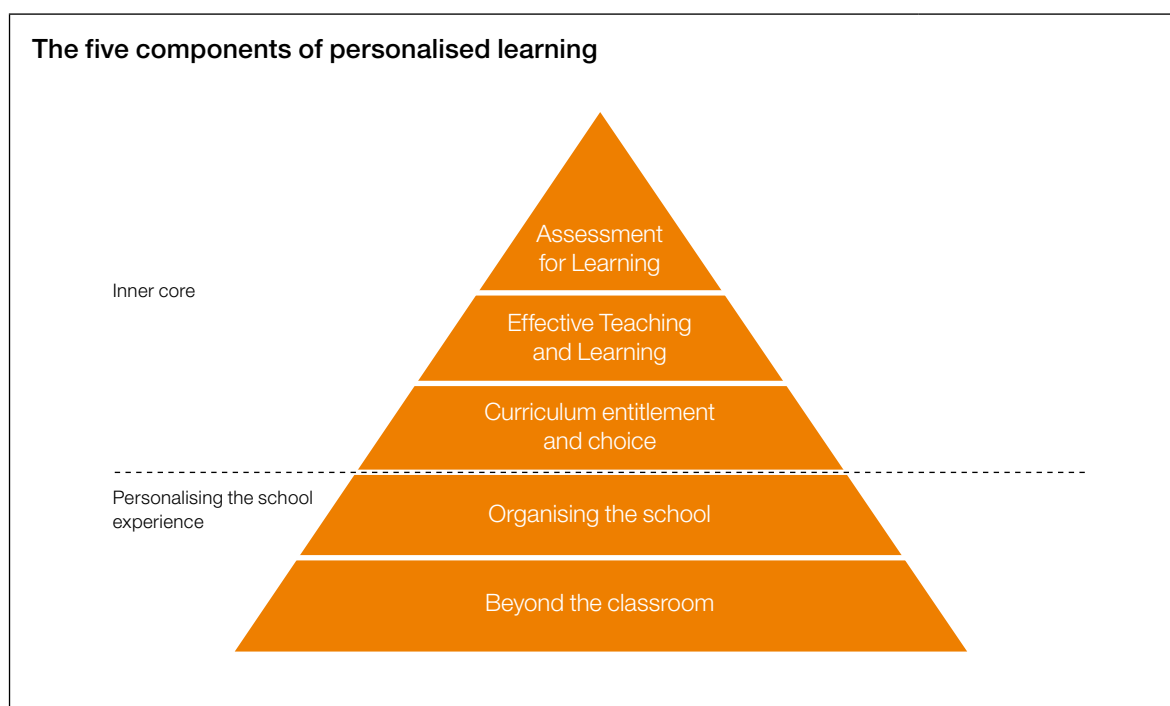 The five components of personalised learning
Assessment
for Learning
Inner core
Effective Teaching
and Learning
Curriculum entitlement
and choice
Personalising the school
experience
Organising the school
Beyond the classroom